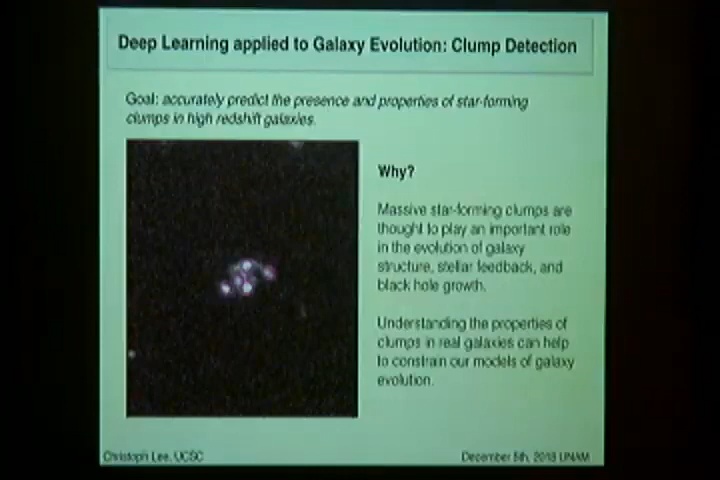 Deep Learning applied to Galaxy Evolution: Clump Detection
Goal: accurately predict the presence and properties of star-forming
clumps in high redshift galaxies.
Why?
Massive star-forming clumps are
thought to play an important role
in the evolution of galaxy
structure, stellar feedback, and
black hole growth.
Understanding the properties of
clumps in real galaxies can help
to constrain our models of galaxy
evolution.
Christoph Lee, UCSC
December 5th, 2018 UNAM